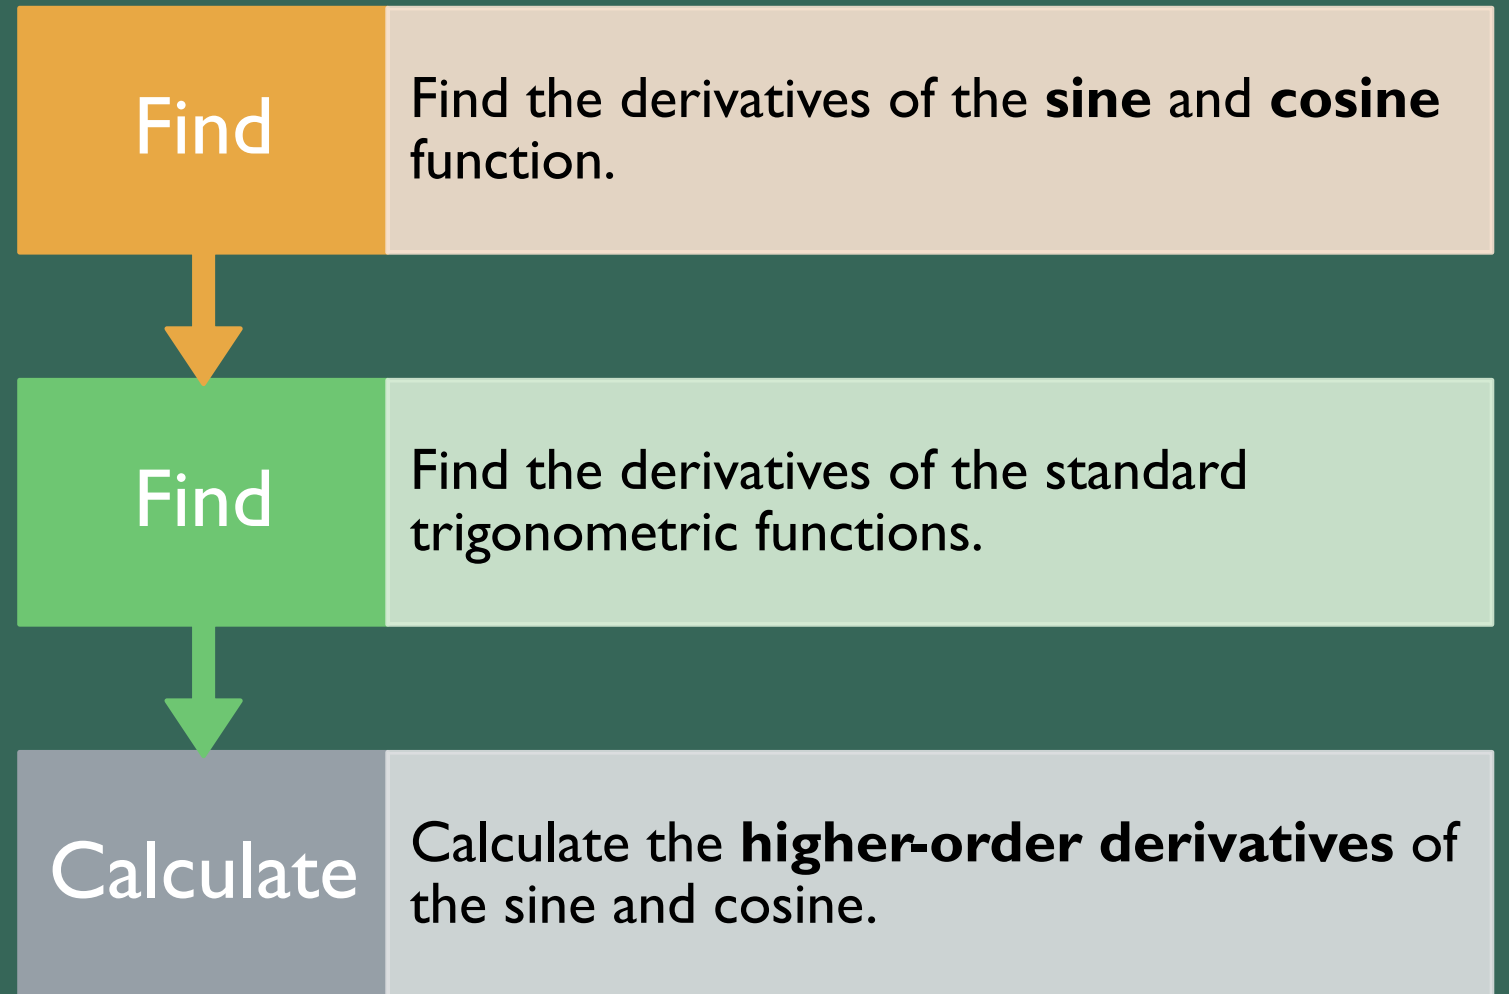 Find
Find the derivatives of the sine and cosine
function.
Find
Find the derivatives of the standard
trigonometric functions.
Calculate
Calculate the higher-order derivatives of
the sine and cosine.